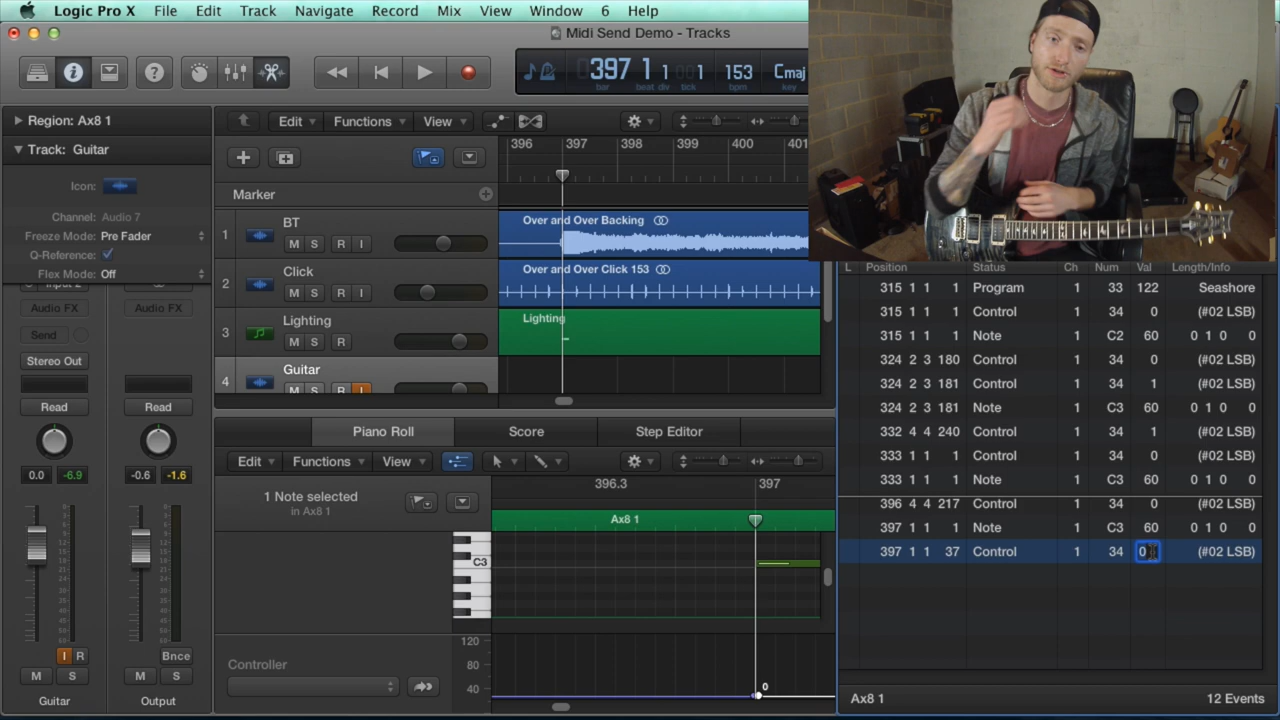 Logic Pro X File Edit Track Navigate Record Mix View Window 6 Help
Midi Send Demo - Tracks
397 1 1 1 153 Cmaj
bar beat div tick bpm key
Region: Ax8 1
Track: Guitar
Icon:
Channel: Audio 7
Freeze Mode: Pre Fader
Q-Reference:
Flex Mode: Off
Audio FX Audio FX
Send
Stereo Out
Read Read
0.0 -6.9 -0.6 -1.6
I R Bnce
M S M S
Guitar Output
Edit Functions View
396 397 398 399 400 401
Marker
1 BT
M S R I
Over and Over Backing
2 Click
M S R I
Over and Over Click 153
3 Lighting
M S R
Lighting
4 Guitar
M S R I
Piano Roll Score Step Editor
Edit Functions View
1 Note selected
in Ax8 1
396.3 397
Ax8 1
C3
120
80
40
Controller
0
L Position Status Ch Num Val Length/Info
315 1 1 1 Program 1 33 122 Seashore
315 1 1 1 Control 1 34 0 (#02 LSB)
315 1 1 1 Note 1 C2 60 0 1 0 0
324 2 3 180 Control 1 34 0 (#02 LSB)
324 2 3 181 Control 1 34 1 (#02 LSB)
324 2 3 181 Note 1 C3 60 0 1 0 0
332 4 4 240 Control 1 34 1 (#02 LSB)
333 1 1 1 Control 1 34 0 (#02 LSB)
333 1 1 1 Note 1 C3 60 0 1 0 0
396 4 4 217 Control 1 34 0 (#02 LSB)
397 1 1 1 Note 1 C3 60 0 1 0 0
397 1 1 37 Control 1 34 0 (#02 LSB)
Ax8 1 12 Events